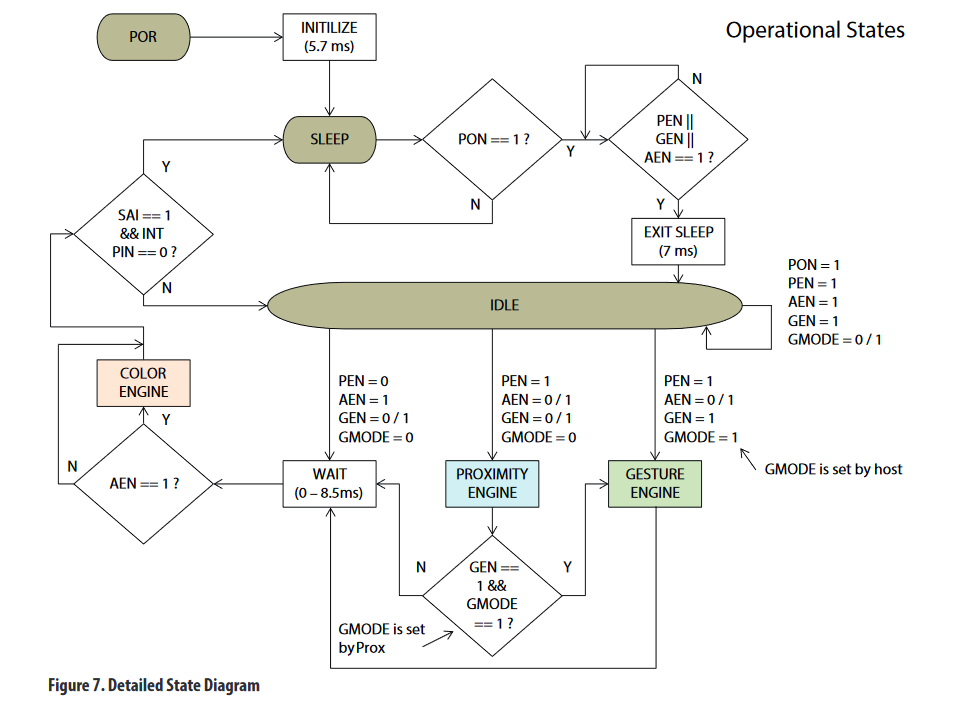 Operational States
POR
INITILIZE
(5.7 ms)
SLEEP
PON == 1 ?
Y
N
PEN ||
GEN ||
AEN == 1 ?
N
Y
EXIT SLEEP
(7 ms)
Y
SAI == 1
&& INT
PIN == 0 ?
N
IDLE
PON = 1
PEN = 1
AEN = 1
GEN = 1
GMODE = 0 / 1
PEN = 0
AEN = 1
GEN = 0 / 1
GMODE = 0
PEN = 1
AEN = 0 / 1
GEN = 0 / 1
GMODE = 0
PEN = 1
AEN = 0 / 1
GEN = 1
GMODE = 1
GMODE is set by host
COLOR
ENGINE
Y
N
AEN == 1 ?
WAIT
(0 – 8.5ms)
PROXIMITY
ENGINE
GESTURE
ENGINE
N
GEN ==
1 &&
GMODE
== 1 ?
Y
GMODE is set
by Prox
Figure 7. Detailed State Diagram